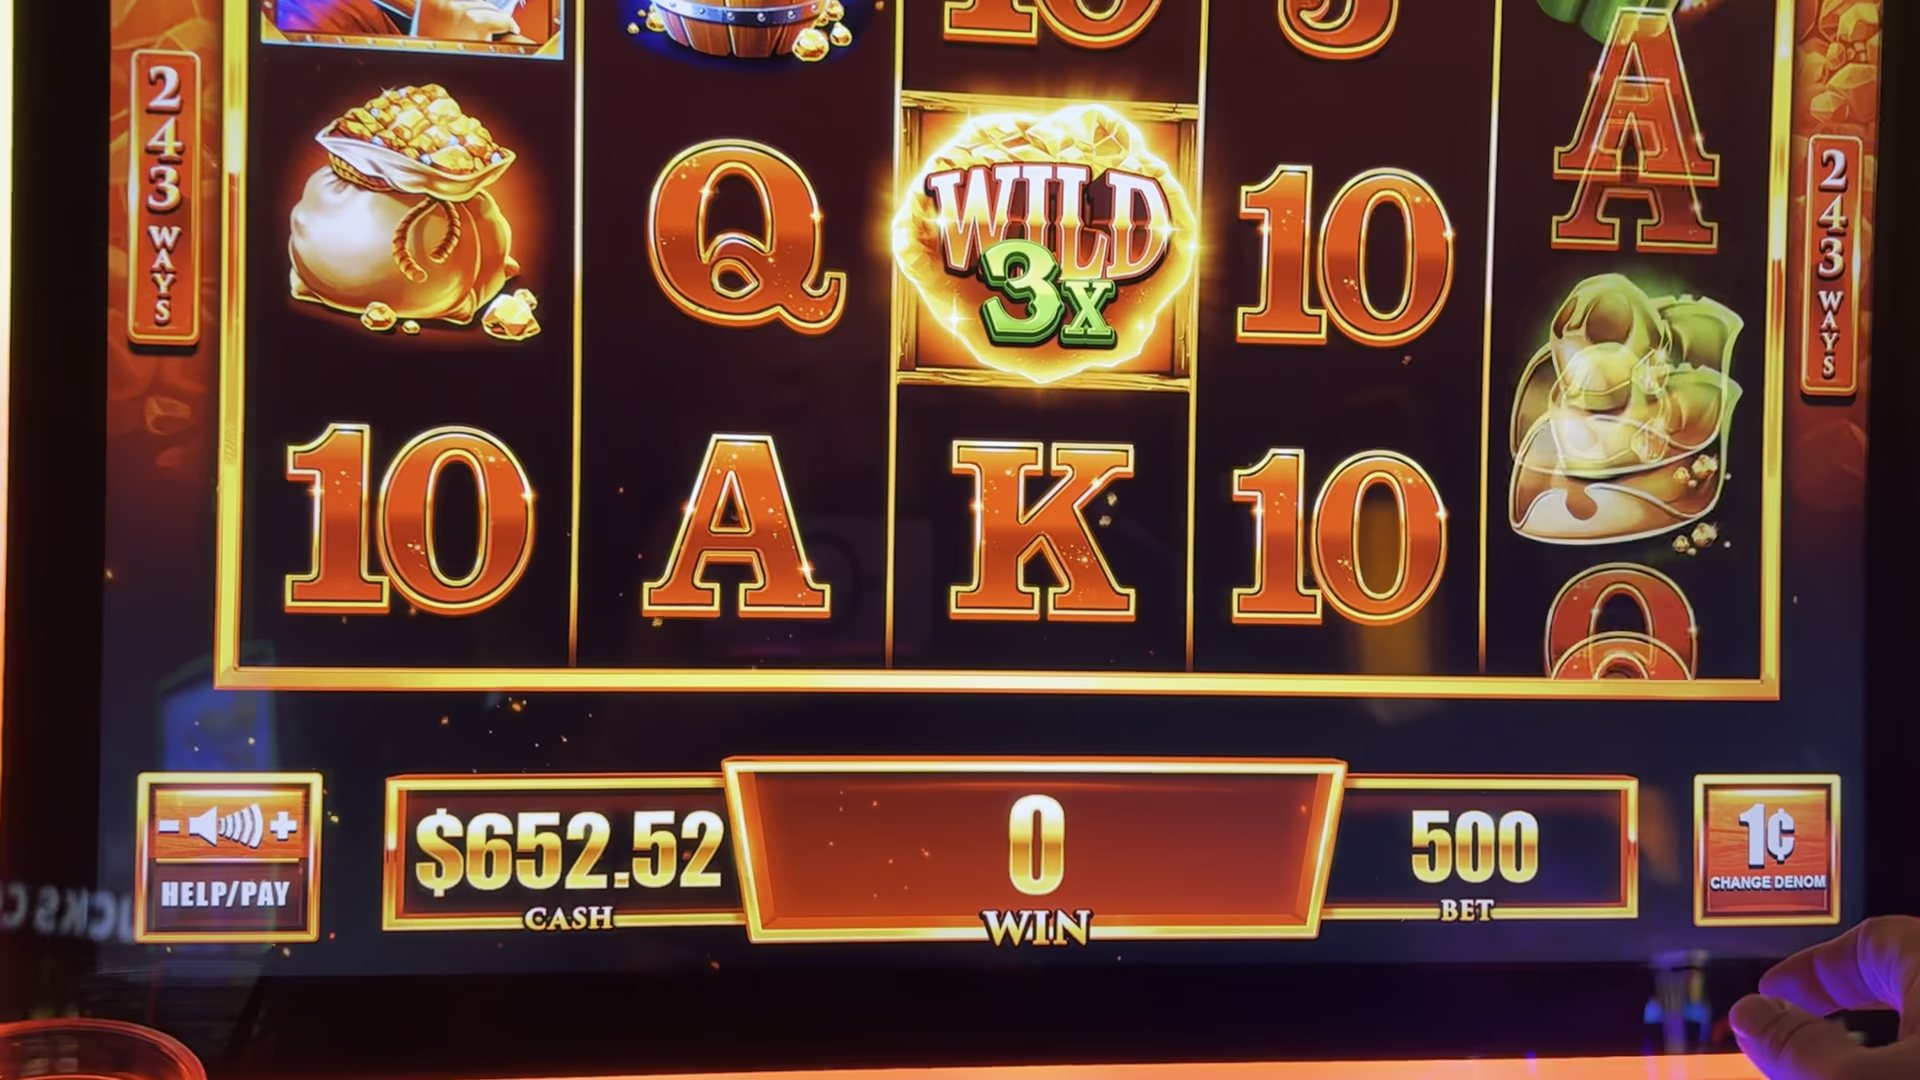 10
J
A
A
243 WAYS
Q
WILD
3X
10
243 WAYS
10
A
K
10
Q
- +
HELP/PAY
$652.52
CASH
0
WIN
500
BET
1¢
CHANGE DENOM